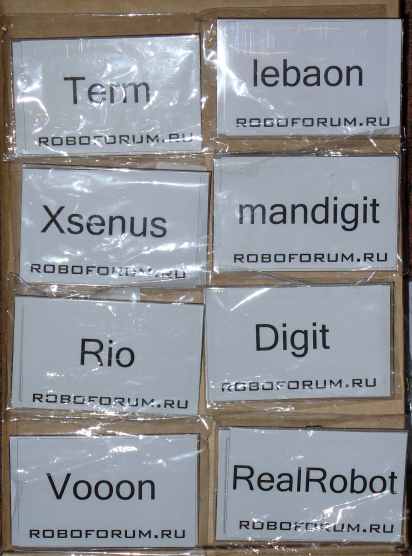 Term
ROBOFORUM.RU
lebaon
ROBOFORUM.RU
Xsenus
ROBOFORUM.RU
mandigit
ROBOFORUM.RU
Rio
ROBOFORUM.RU
Digit
ROBOFORUM.RU
Vooon
ROBOFORUM.RU
RealRobot
ROBOFORUM.RU